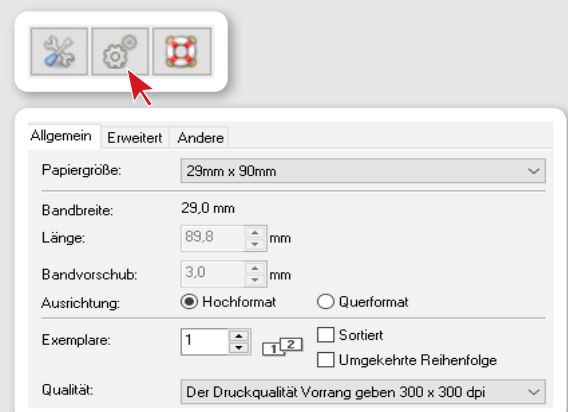 Allgemein Erweitert Andere
Papiergröße: 29mm x 90mm
Bandbreite: 29,0 mm
Länge: 89,8 mm
Bandvorschub: 3,0 mm
Ausrichtung: Hochformat Querformat
Exemplare: 1 1 2 Sortiert
Umgekehrte Reihenfolge
Qualität: Der Druckqualität Vorrang geben 300 x 300 dpi